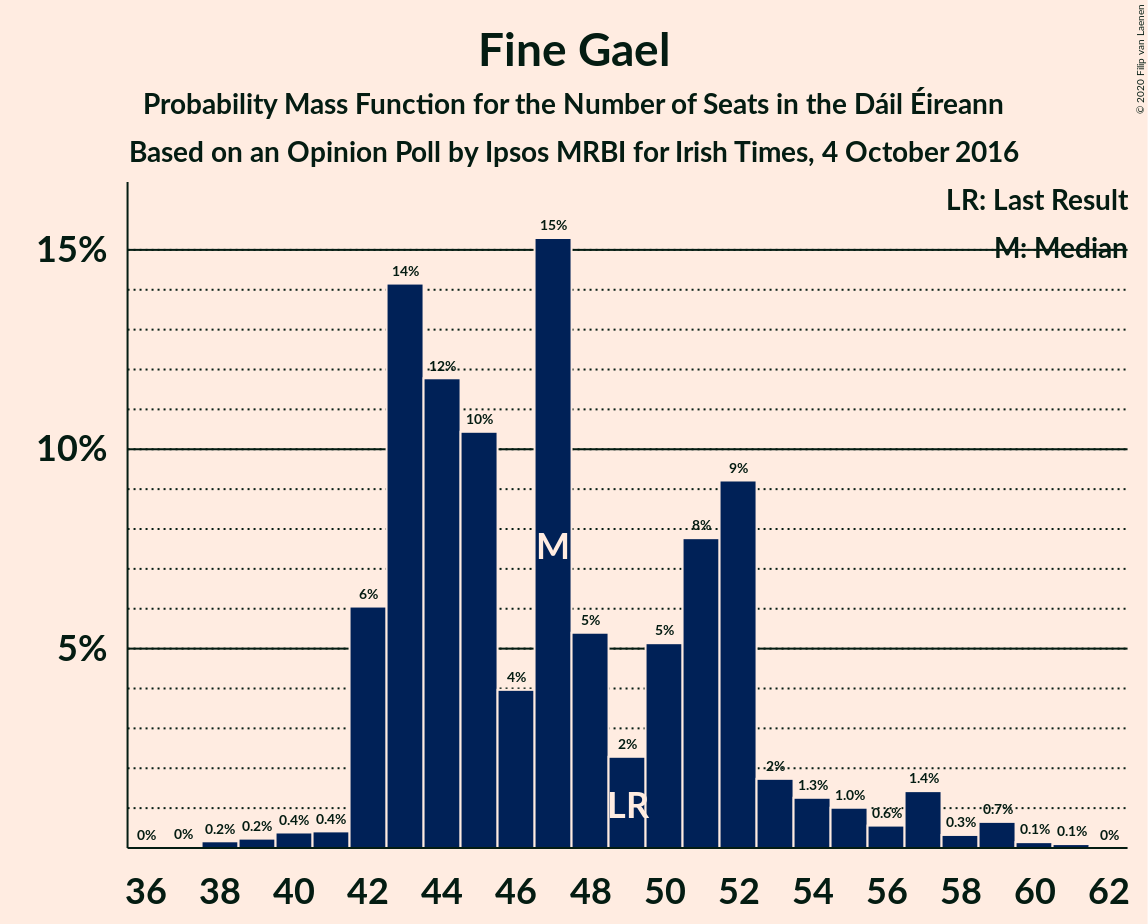 Fine Gael
Probability Mass Function for the Number of Seats in the Dáil Éireann
Based on an Opinion Poll by Ipsos MRBI for Irish Times, 4 October 2016
© 2020 Filip van Laenen
LR: Last Result
M: Median
15%
10%
5%
0% 0% 0.2% 0.2% 0.4% 0.4% 6% 14% 12% 10% 4% 15% 5% 2% 5% 8% 9% 2% 1.3% 1.0% 0.6% 1.4% 0.3% 0.7% 0.1% 0.1% 0%
M
LR
36 38 40 42 44 46 48 50 52 54 56 58 60 62